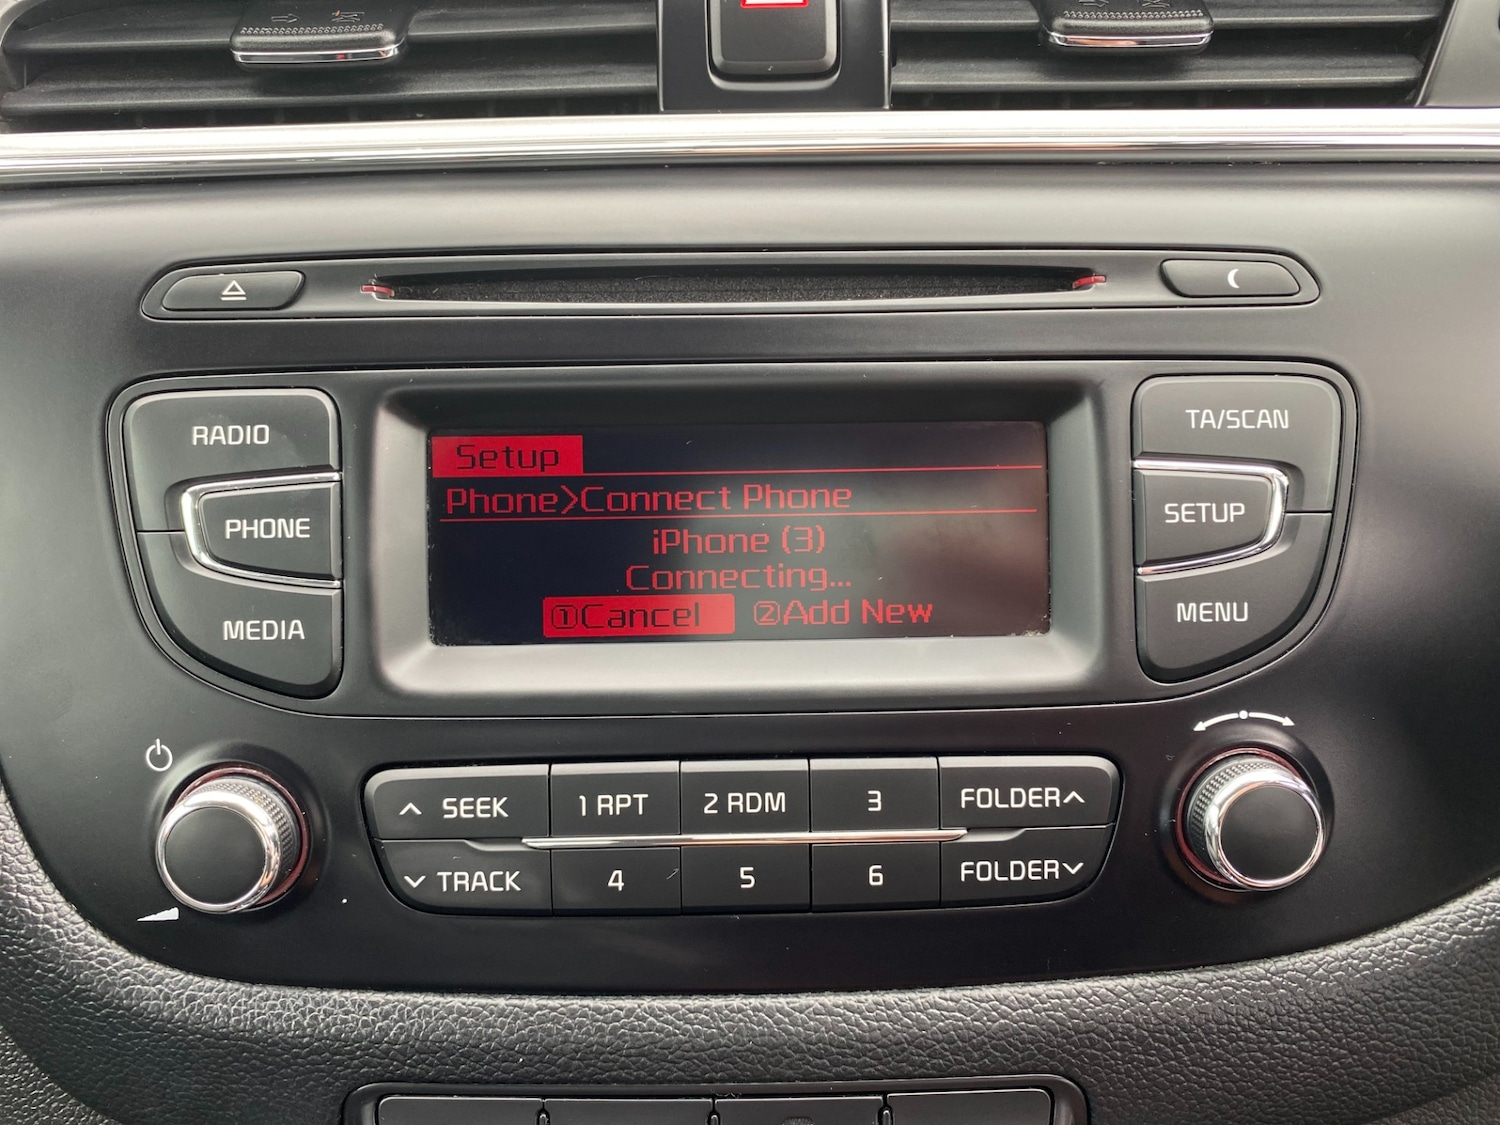 RADIO
PHONE
MEDIA
Setup
Phone>Connect Phone
iPhone (3)
Connecting...
①Cancel ②Add New
TA/SCAN
SETUP
MENU
SEEK
1 RPT
2 RDM
3
FOLDER
TRACK
4
5
6
FOLDER